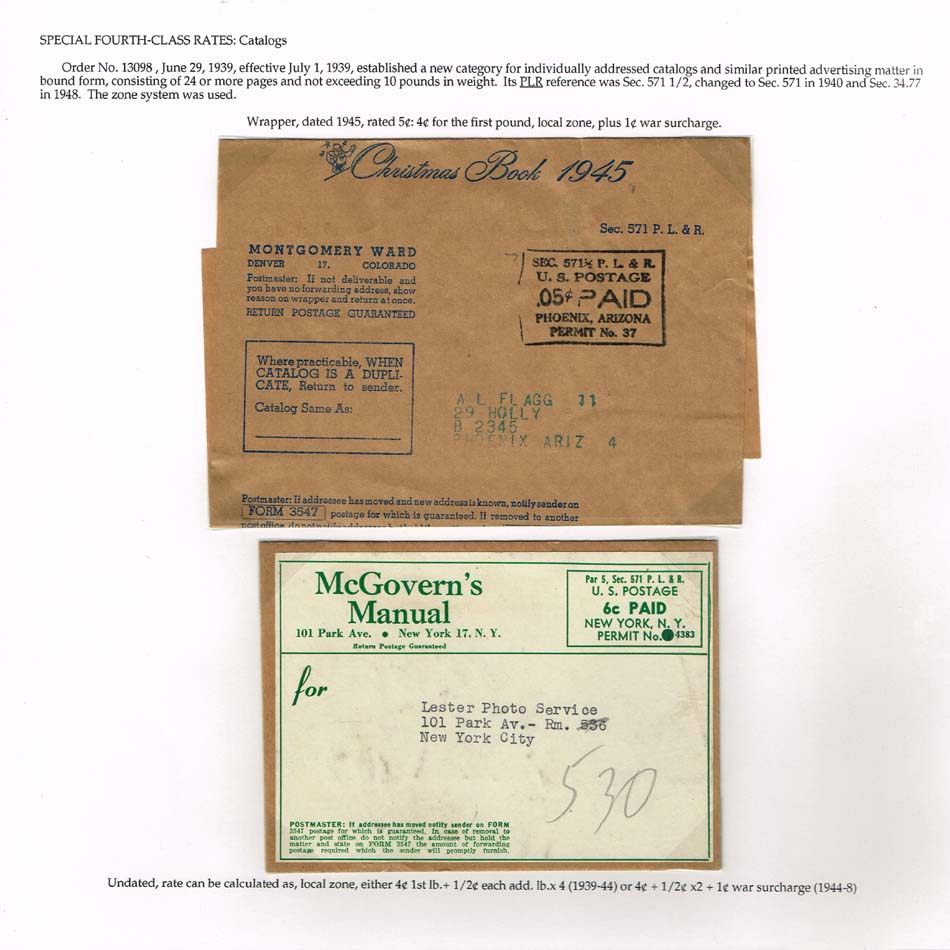 SPECIAL FOURTH-CLASS RATES: Catalogs
Order No. 13098 , June 29, 1939, effective July 1, 1939, established a new category for individually addressed catalogs and similar printed advertising matter in
bound form, consisting of 24 or more pages and not exceeding 10 pounds in weight. Its PLR reference was Sec. 571 1/2, changed to Sec. 571 in 1940 and Sec. 34.77
in 1948. The zone system was used.
Wrapper, dated 1945, rated 5¢: 4¢ for the first pound, local zone, plus 1¢ war surcharge.
Christmas Book 1945
Sec. 571 P. L. & R.
MONTGOMERY WARD
DENVER 17, COLORADO
Postmaster: If not deliverable and
you have no forwarding address, show
reason on wrapper and return at once.
RETURN POSTAGE GUARANTEED
SEC. 571½ P. L. & R.
U. S. POSTAGE
.05¢ PAID
PHOENIX, ARIZONA
PERMIT No. 37
Where practicable, WHEN
CATALOG IS A DUPLI-
CATE, Return to sender.
Catalog Same As:
A L FLAGG 11
29 HOLLY
B 2345
PHOENIX ARIZ 4
Postmaster: If addressee has moved and new address is known, notify sender on
FORM 3547 postage for which is guaranteed. If removed to another
post office do not notify addressee but hold the
McGovern's
Manual
101 Park Ave. ● New York 17, N. Y.
Return Postage Guaranteed
Par 5, Sec. 571 P. L. & R.
U. S. POSTAGE
6c PAID
NEW YORK, N. Y.
PERMIT No. 4383
for
Lester Photo Service
101 Park Av.- Rm. 536
New York City
530
POSTMASTER: If addressee has moved notify sender on FORM
3547 postage for which is guaranteed. In case of removal to
another post office do not notify the addressee but hold the
matter and state on FORM 3547 the amount of forwarding
postage required which the sender will promptly furnish.
Undated, rate can be calculated as, local zone, either 4¢ 1st lb.+ 1/2¢ each add. lb.x 4 (1939-44) or 4¢ + 1/2¢ x2 + 1¢ war surcharge (1944-8)